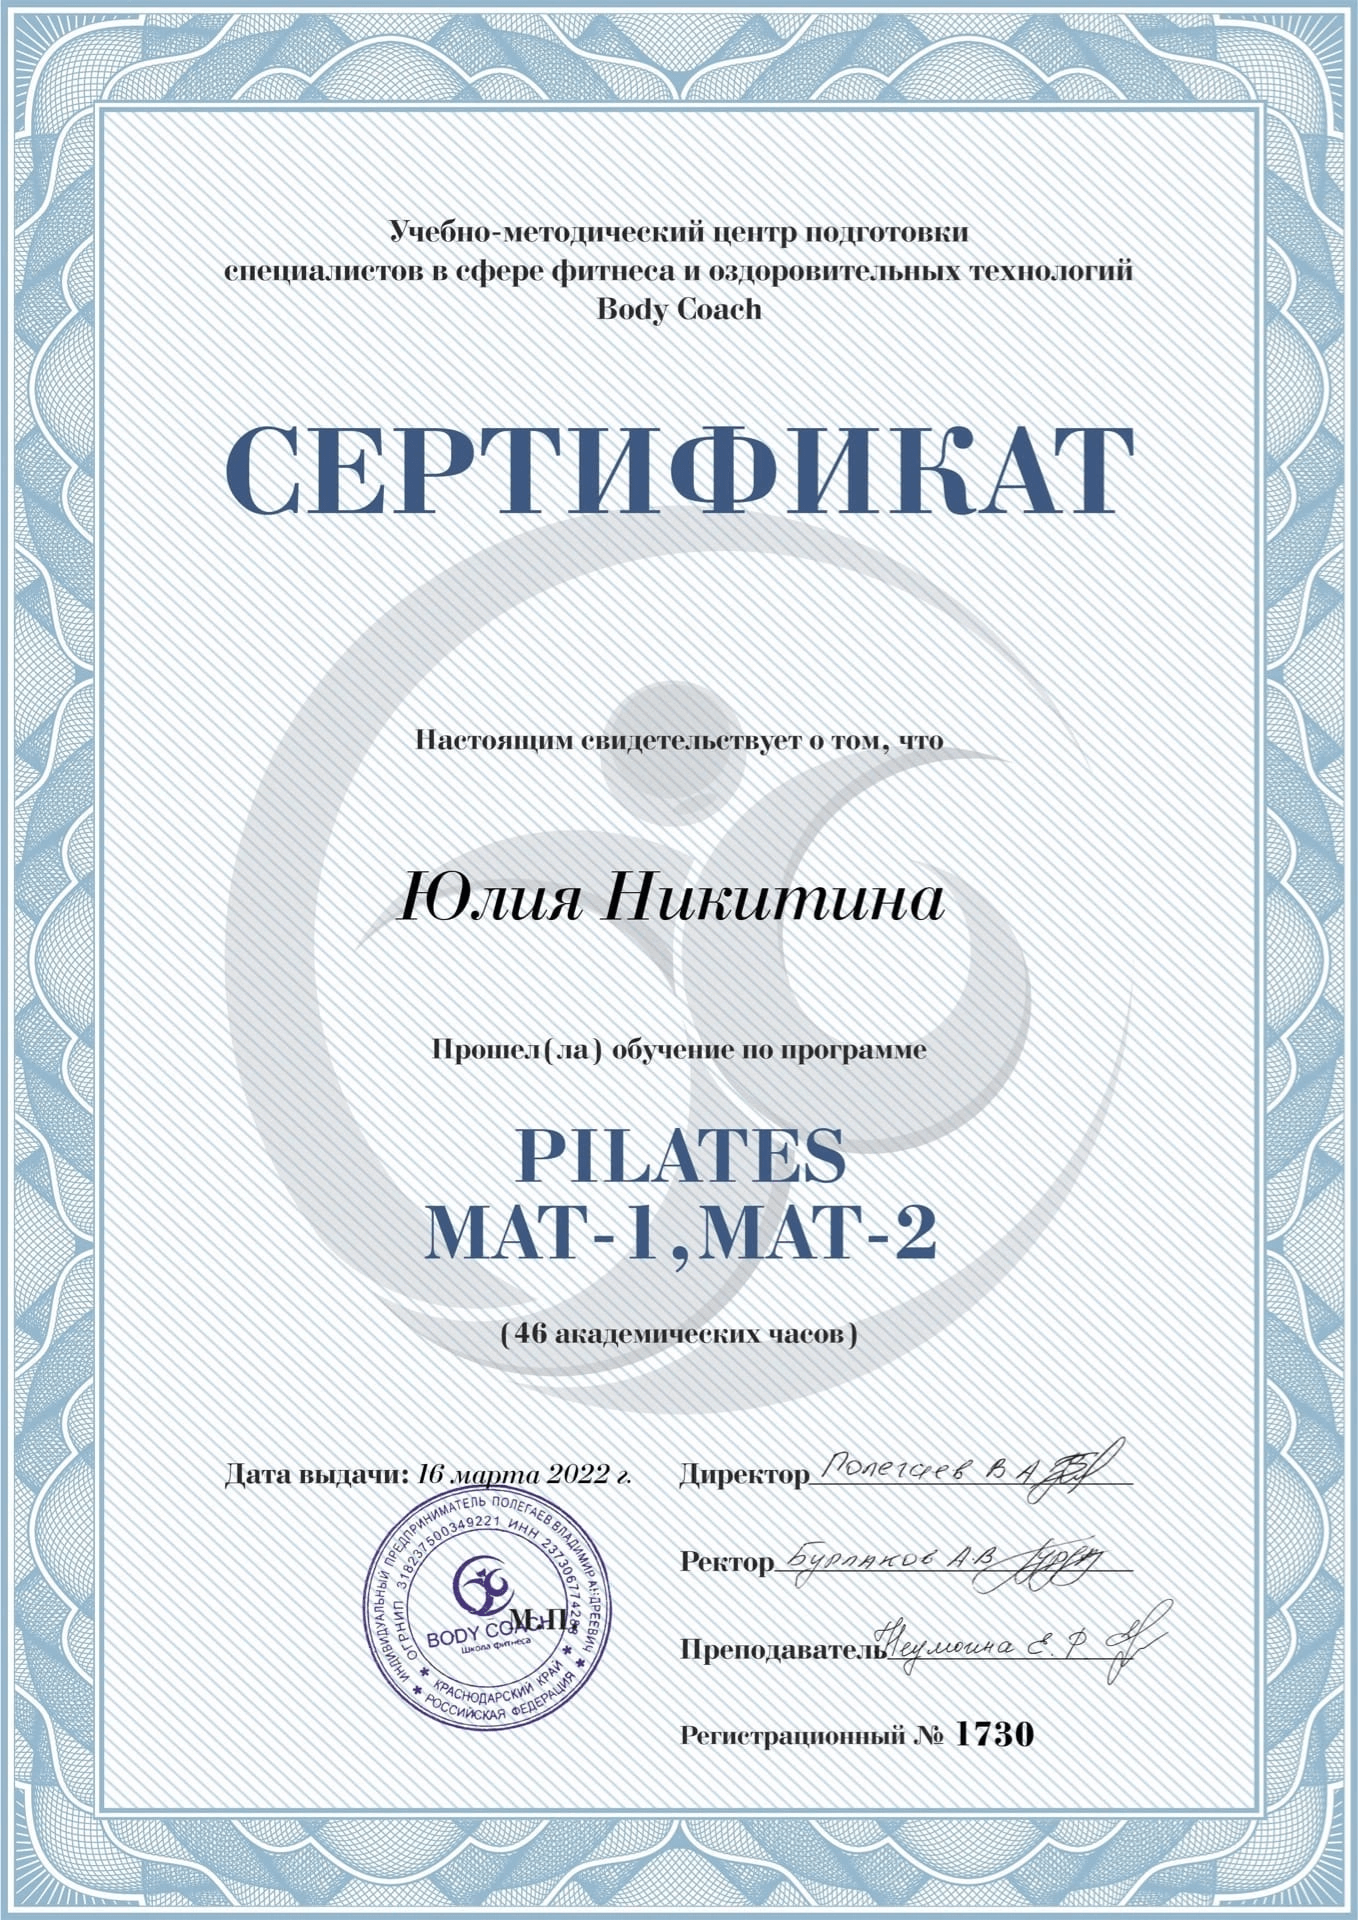 Учебно-методический центр подготовки
специалистов в сфере фитнеса и оздоровительных технологий
Body Coach
СЕРТИФИКАТ
Настоящим свидетельствует о том, что
Юлия Никитина
Прошел(ла) обучение по программе
PILATES
MAT-1,MAT-2
(46 академических часов)
Дата выдачи: 16 марта 2022 г.
Директор Полегаев В А
Ректор Бурлаков А.В
Преподаватель Неумоина Е. Ф
Регистрационный № 1730
ИНДИВИДУАЛЬНЫЙ ПРЕДПРИНИМАТЕЛЬ ПОЛЕГАЕВ ВЛАДИМИР АНДРЕЕВИЧ
ОГРНИП 318237500349221 ИНН 237306774288
BODY COACH
Школа фитнеса
М.П.
КРАСНОДАРСКИЙ КРАЙ
РОССИЙСКАЯ ФЕДЕРАЦИЯ